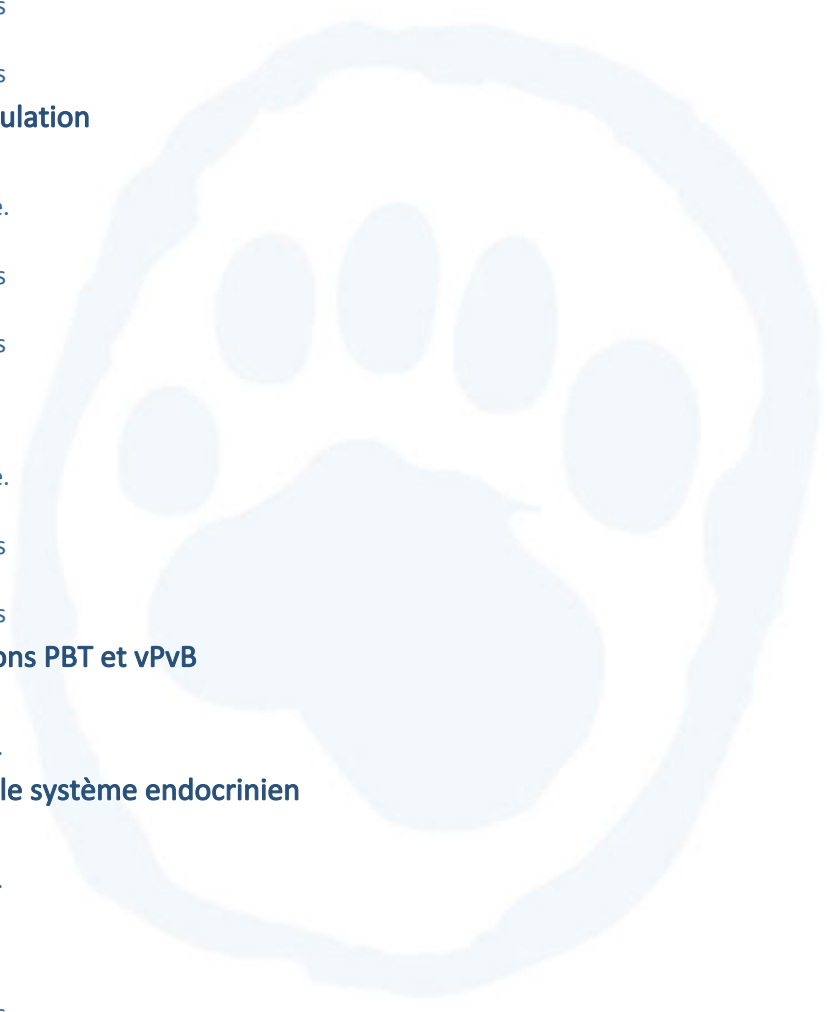 s
s
ulation
e.
s
s
e.
s
s
ons PBT et vPvB
.
le système endocrinien
.
s